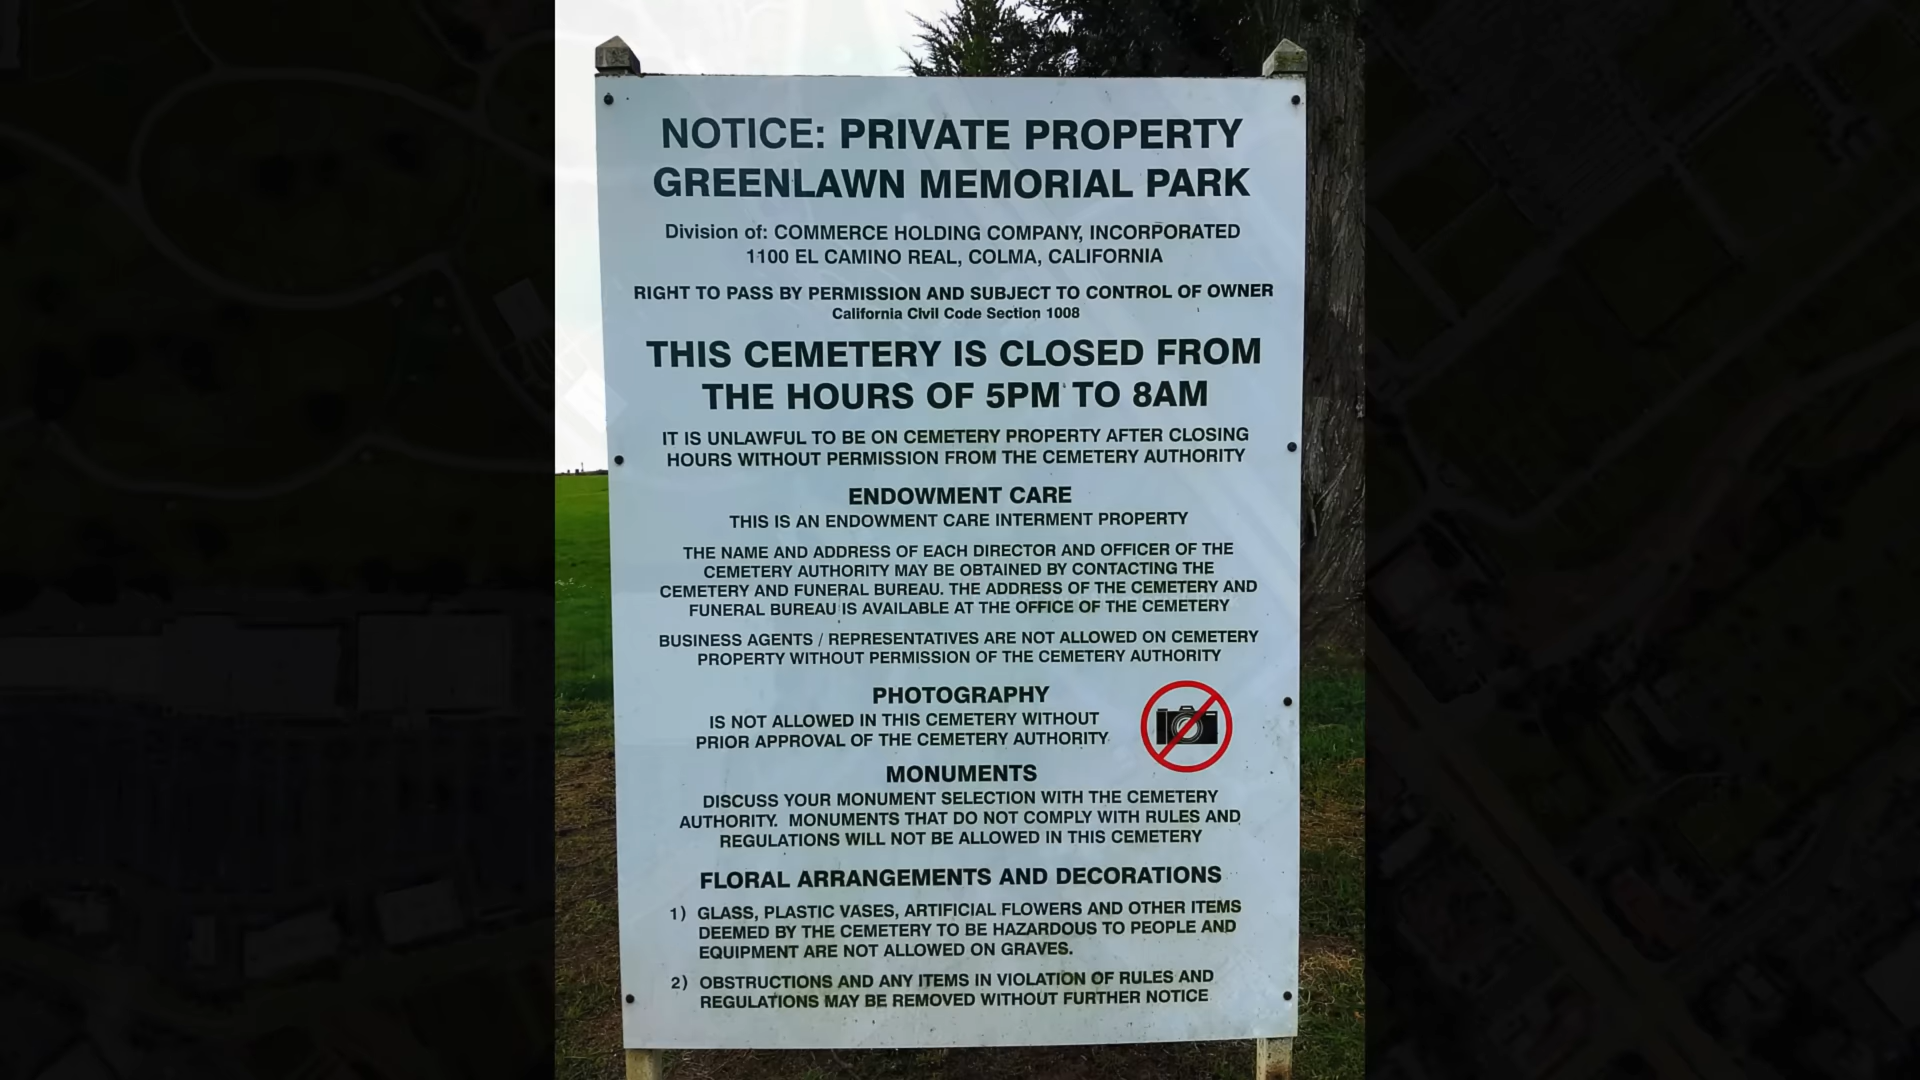 NOTICE: PRIVATE PROPERTY
GREENLAWN MEMORIAL PARK
Division of: COMMERCE HOLDING COMPANY, INCORPORATED
1100 EL CAMINO REAL, COLMA, CALIFORNIA
RIGHT TO PASS BY PERMISSION AND SUBJECT TO CONTROL OF OWNER
California Civil Code Section 1008
THIS CEMETERY IS CLOSED FROM
THE HOURS OF 5PM TO 8AM
IT IS UNLAWFUL TO BE ON CEMETERY PROPERTY AFTER CLOSING
HOURS WITHOUT PERMISSION FROM THE CEMETERY AUTHORITY
ENDOWMENT CARE
THIS IS AN ENDOWMENT CARE INTERMENT PROPERTY
THE NAME AND ADDRESS OF EACH DIRECTOR AND OFFICER OF THE
CEMETERY AUTHORITY MAY BE OBTAINED BY CONTACTING THE
CEMETERY AND FUNERAL BUREAU. THE ADDRESS OF THE CEMETERY AND
FUNERAL BUREAU IS AVAILABLE AT THE OFFICE OF THE CEMETERY
BUSINESS AGENTS / REPRESENTATIVES ARE NOT ALLOWED ON CEMETERY
PROPERTY WITHOUT PERMISSION OF THE CEMETERY AUTHORITY
PHOTOGRAPHY
IS NOT ALLOWED IN THIS CEMETERY WITHOUT
PRIOR APPROVAL OF THE CEMETERY AUTHORITY
MONUMENTS
DISCUSS YOUR MONUMENT SELECTION WITH THE CEMETERY
AUTHORITY. MONUMENTS THAT DO NOT COMPLY WITH RULES AND
REGULATIONS WILL NOT BE ALLOWED IN THIS CEMETERY
FLORAL ARRANGEMENTS AND DECORATIONS
1) GLASS, PLASTIC VASES, ARTIFICIAL FLOWERS AND OTHER ITEMS
DEEMED BY THE CEMETERY TO BE HAZARDOUS TO PEOPLE AND
EQUIPMENT ARE NOT ALLOWED ON GRAVES.
2) OBSTRUCTIONS AND ANY ITEMS IN VIOLATION OF RULES AND
REGULATIONS MAY BE REMOVED WITHOUT FURTHER NOTICE